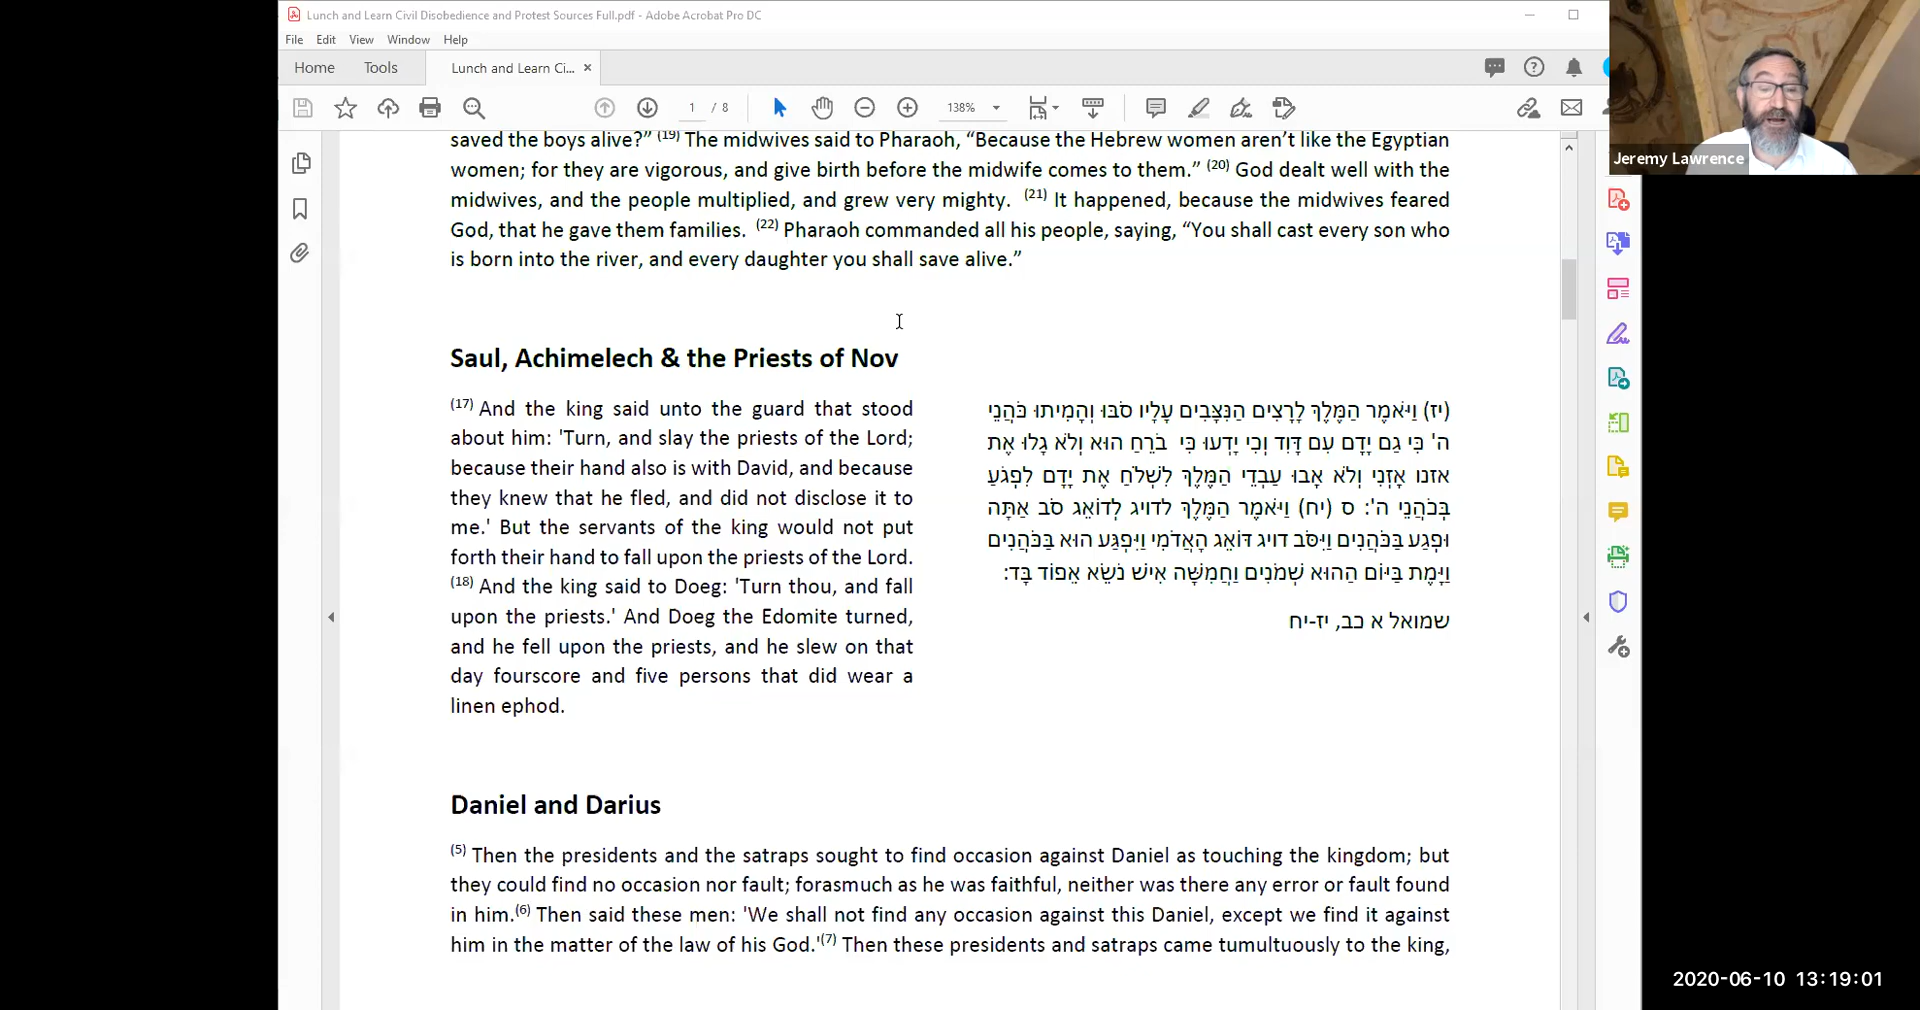 Lunch and Learn Civil Disobedience and Protest Sources Full.pdf - Adobe Acrobat Pro DC
File Edit View Window Help
Home Tools Lunch and Learn Ci... ×
1 / 8 138%
Jeremy Lawrence
saved the boys alive?” (19) The midwives said to Pharaoh, “Because the Hebrew women aren’t like the Egyptian
women; for they are vigorous, and give birth before the midwife comes to them.” (20) God dealt well with the
midwives, and the people multiplied, and grew very mighty. (21) It happened, because the midwives feared
God, that he gave them families. (22) Pharaoh commanded all his people, saying, “You shall cast every son who
is born into the river, and every daughter you shall save alive.”
Saul, Achimelech & the Priests of Nov
(17) And the king said unto the guard that stood
about him: 'Turn, and slay the priests of the Lord;
because their hand also is with David, and because
they knew that he fled, and did not disclose it to
me.' But the servants of the king would not put
forth their hand to fall upon the priests of the Lord.
(18) And the king said to Doeg: 'Turn thou, and fall
upon the priests.' And Doeg the Edomite turned,
and he fell upon the priests, and he slew on that
day fourscore and five persons that did wear a
linen ephod.
(יז) וַיֹּאמֶר הַמֶּלֶךְ לָרָצִים הַנִּצָּבִים עָלָיו סֹבּוּ וְהָמִיתוּ כֹּהֲנֵי
ה' כִּי גַם יָדָם עִם דָּוִד וְכִי יָדְעוּ כִּי בֹרֵחַ הוּא וְלֹא גָלוּ אֶת
אזנו אָזְנִי וְלֹא אָבוּ עַבְדֵי הַמֶּלֶךְ לִשְׁלֹחַ אֶת יָדָם לִפְגֹעַ
בְּכֹהֲנֵי ה': ס (יח) וַיֹּאמֶר הַמֶּלֶךְ לדויג לְדוֹאֵג סֹב אַתָּה
וּפְגַע בַּכֹּהֲנִים וַיִּסֹּב דויג דּוֹאֵג הָאֲדֹמִי וַיִּפְגַּע הוּא בַּכֹּהֲנִים
וַיָּמֶת בַּיּוֹם הַהוּא שְׁמֹנִים וַחֲמִשָּׁה אִישׁ נֹשֵׂא אֵפוֹד בָּד:
שמואל א כב, יז-יח
Daniel and Darius
(5) Then the presidents and the satraps sought to find occasion against Daniel as touching the kingdom; but
they could find no occasion nor fault; forasmuch as he was faithful, neither was there any error or fault found
in him.(6) Then said these men: 'We shall not find any occasion against this Daniel, except we find it against
him in the matter of the law of his God.'(7) Then these presidents and satraps came tumultuously to the king,
2020-06-10 13:19:01